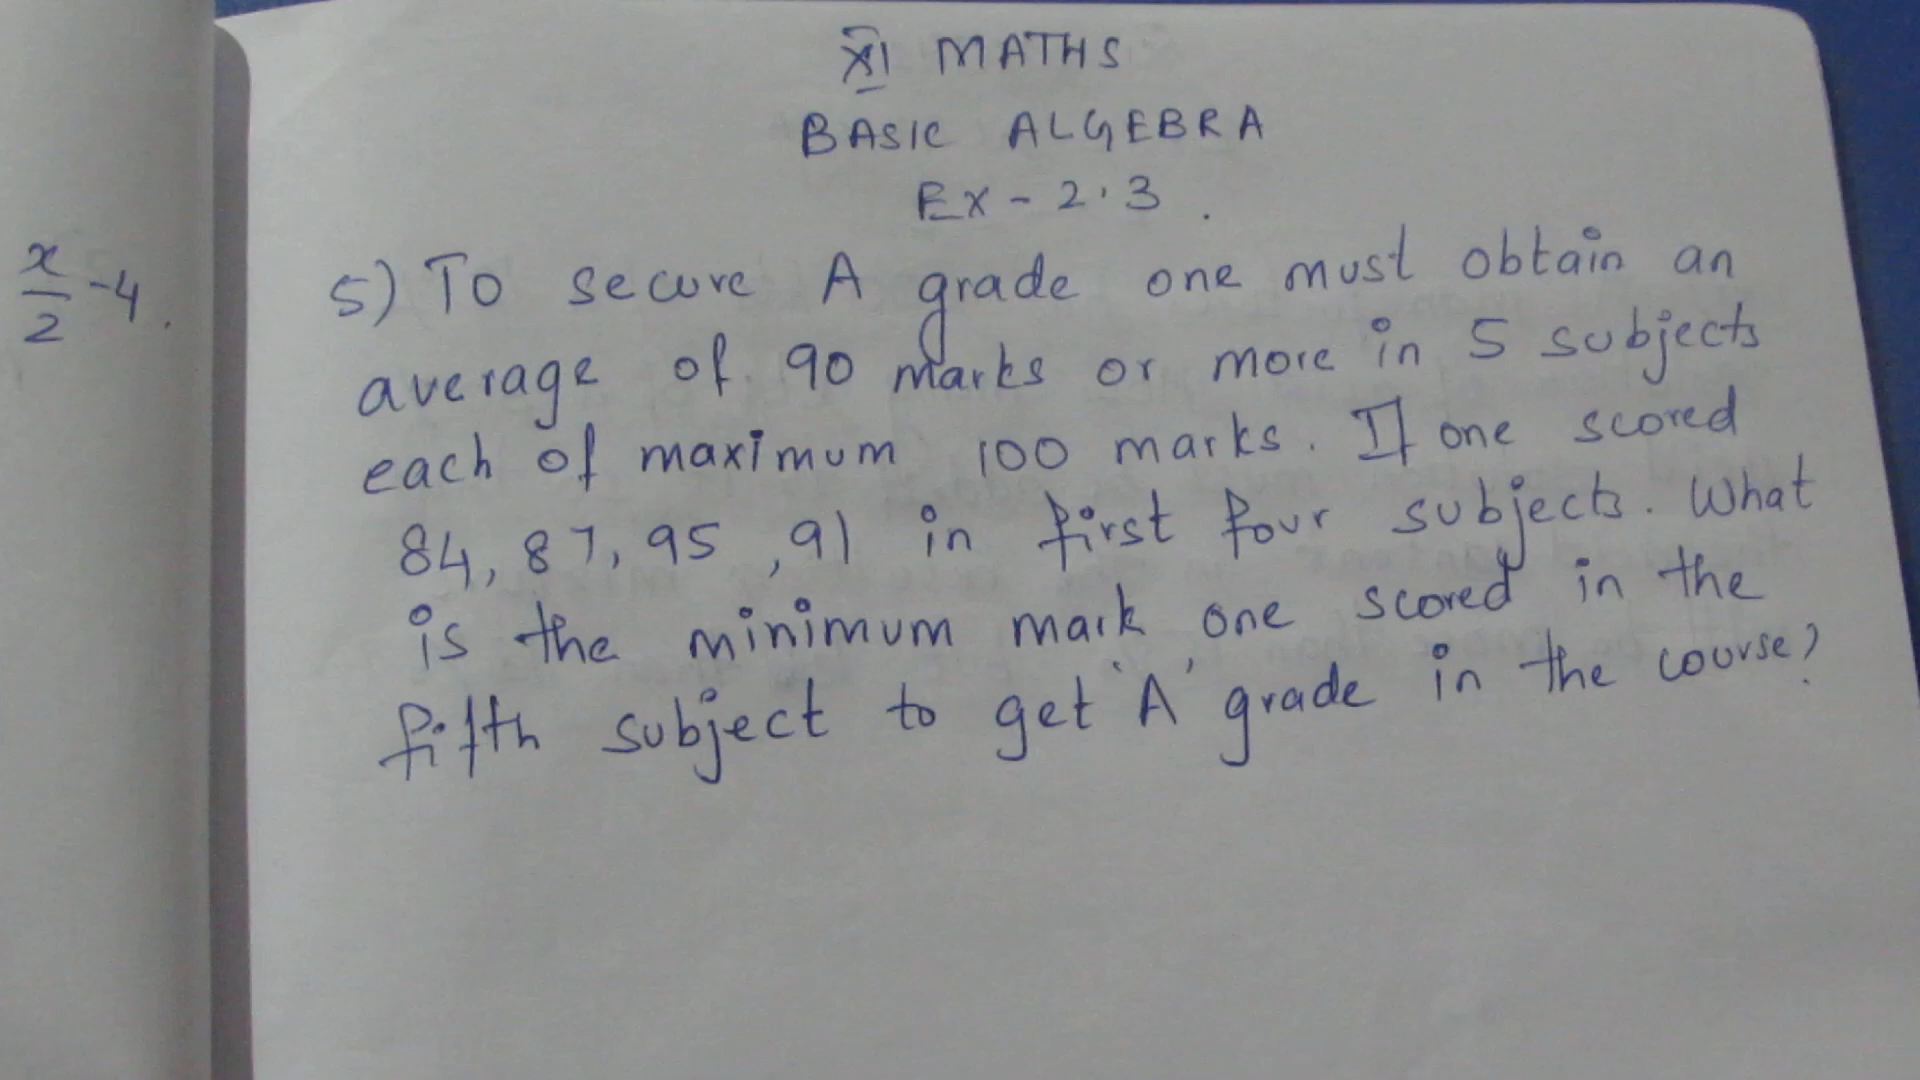 XI MATHS
BASIC ALGEBRA
Ex - 2.3.
x/2 - 4.
5) To secure A grade one must obtain an
average of 90 marks or more in 5 subjects
each of maximum 100 marks. If one scored
84, 87, 95, 91 in first four subjects. What
is the minimum mark one scored in the
fifth subject to get 'A' grade in the course?